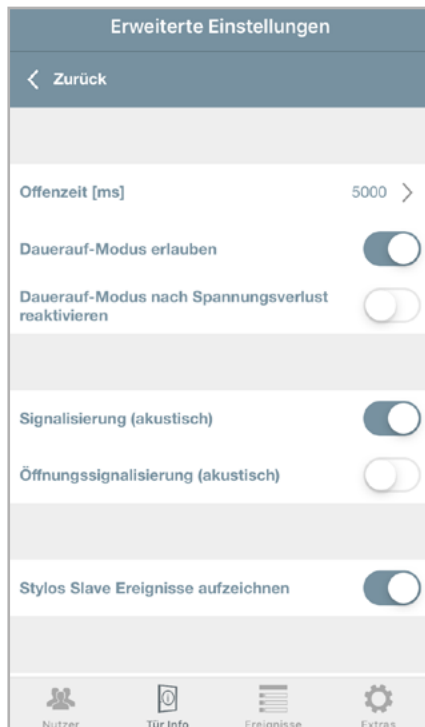 Erweiterte Einstellungen
Zurück
Offenzeit [ms] 5000
Dauerauf-Modus erlauben
Dauerauf-Modus nach Spannungsverlust
reaktivieren
Signalisierung (akustisch)
Öffnungssignalisierung (akustisch)
Stylos Slave Ereignisse aufzeichnen
Nutzer Tür Info Ereignisse Extras